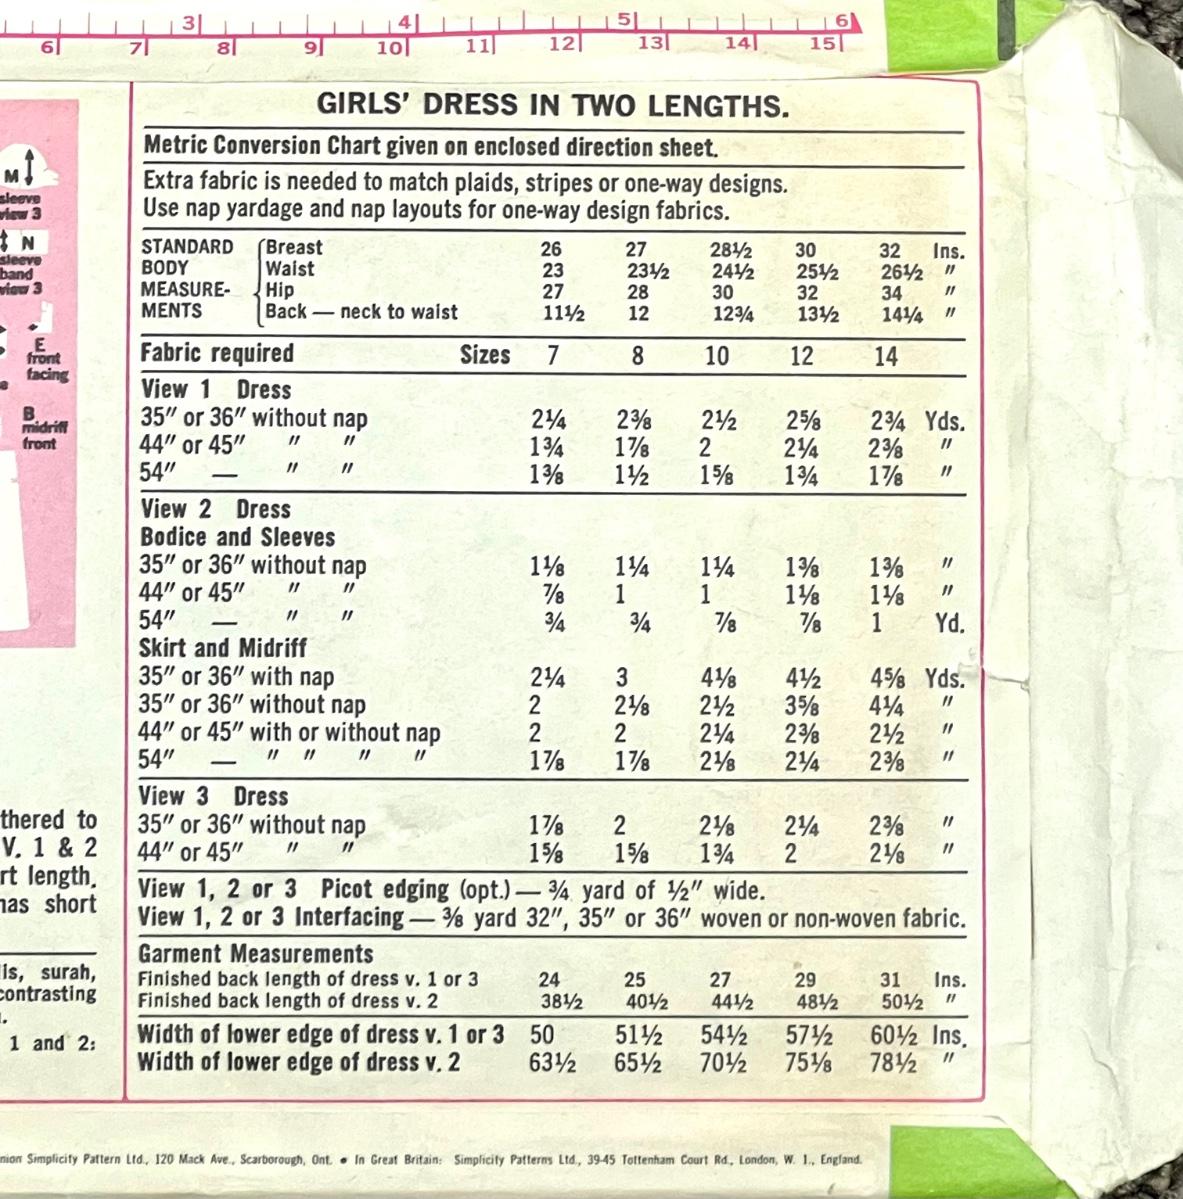 3 4 5 6
6 7 8 9 10 11 12 13 14 15
M
sleeve
view 3
N
sleeve
band
view 3
E
front
facing
B
midriff
front
thered to
V. 1 & 2
rt length.
has short
lis, surah,
contrasting
1 and 2:
GIRLS' DRESS IN TWO LENGTHS.
Metric Conversion Chart given on enclosed direction sheet.
Extra fabric is needed to match plaids, stripes or one-way designs.
Use nap yardage and nap layouts for one-way design fabrics.
STANDARD Breast 26 27 28½ 30 32 Ins.
BODY Waist 23 23½ 24½ 25½ 26½ ″
MEASURE- Hip 27 28 30 32 34 ″
MENTS Back — neck to waist 11½ 12 12¾ 13½ 14¼ ″
Fabric required Sizes 7 8 10 12 14
View 1 Dress
35″ or 36″ without nap 2¼ 2⅜ 2½ 2⅝ 2¾ Yds.
44″ or 45″ ″ ″ 1¾ 1⅞ 2 2¼ 2⅜ ″
54″ — ″ ″ 1⅜ 1½ 1⅝ 1¾ 1⅞ ″
View 2 Dress
Bodice and Sleeves
35″ or 36″ without nap 1⅛ 1¼ 1¼ 1⅜ 1⅜ ″
44″ or 45″ ″ ″ ⅞ 1 1 1⅛ 1⅛ ″
54″ — ″ ″ ¾ ¾ ⅞ ⅞ 1 Yd.
Skirt and Midriff
35″ or 36″ with nap 2¼ 3 4⅛ 4½ 4⅝ Yds.
35″ or 36″ without nap 2 2⅛ 2½ 3⅝ 4¼ ″
44″ or 45″ with or without nap 2 2 2¼ 2⅜ 2½ ″
54″ — ″ ″ ″ ″ 1⅞ 1⅞ 2⅛ 2¼ 2⅜ ″
View 3 Dress
35″ or 36″ without nap 1⅞ 2 2⅛ 2¼ 2⅜ ″
44″ or 45″ ″ ″ 1⅝ 1⅝ 1¾ 2 2⅛ ″
View 1, 2 or 3 Picot edging (opt.) — ¾ yard of ½″ wide.
View 1, 2 or 3 Interfacing — ⅜ yard 32″, 35″ or 36″ woven or non-woven fabric.
Garment Measurements
Finished back length of dress v. 1 or 3 24 25 27 29 31 Ins.
Finished back length of dress v. 2 38½ 40½ 44½ 48½ 50½ ″
Width of lower edge of dress v. 1 or 3 50 51½ 54½ 57½ 60½ Ins.
Width of lower edge of dress v. 2 63½ 65½ 70½ 75⅛ 78½ ″
nion Simplicity Pattern Ltd., 120 Mack Ave., Scarborough, Ont. • In Great Britain: Simplicity Patterns Ltd., 39-45 Tottenham Court Rd., London, W. 1., England.